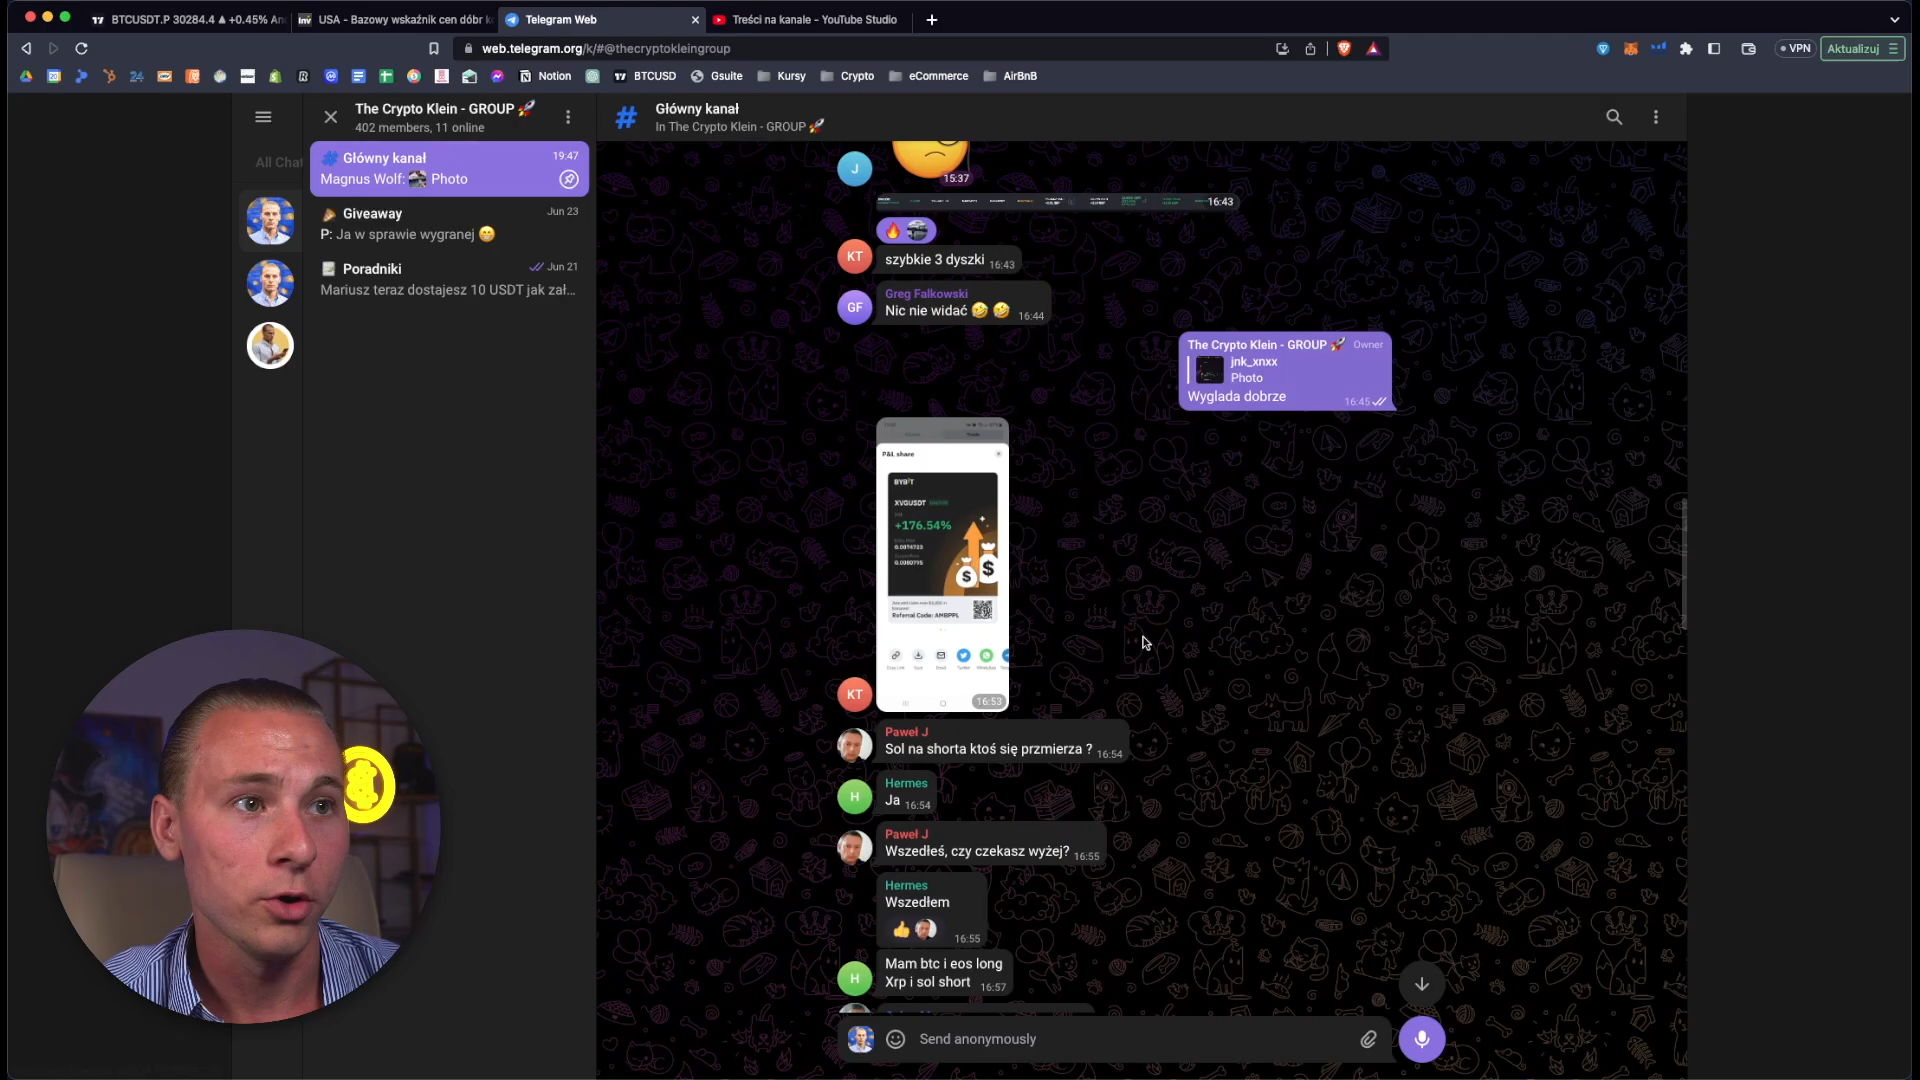 BTCUSDT.P 30284.4 ▲ +0.45%
USA - Bazowy wskaźnik cen dóbr k
Telegram Web
Treści na kanale - YouTube Studio
web.telegram.org/k/#@thecryptokleingroup
VPN
Aktualizuj
Notion
BTCUSD
Gsuite
Kursy
Crypto
eCommerce
AirBnB
The Crypto Klein - GROUP 🚀
402 members, 11 online
All Chat
Główny kanał
19:47
Magnus Wolf: Photo
Giveaway
Jun 23
P: Ja w sprawie wygranej 😁
Poradniki
Jun 21
Mariusz teraz dostajesz 10 USDT jak zał...
Główny kanał
In The Crypto Klein - GROUP 🚀
J
15:37
16:43
KT
szybkie 3 dyszki 16:43
Greg Falkowski
GF
Nic nie widać 🤣 🤣 16:44
The Crypto Klein - GROUP 🚀 Owner
jnk_xnxx
Photo
Wyglada dobrze
16:45
P&L share
BYBIT
XVGUSDT
+176.54%
Referral Code: AMRPPL
KT
16:53
Paweł J
Sol na shorta ktoś się przmierza ? 16:54
Hermes
H
Ja 16:54
Paweł J
Wszedłeś, czy czekasz wyżej? 16:55
Hermes
Wszedłem
👍 16:55
Mam btc i eos long
H
Xrp i sol short 16:57
Send anonymously